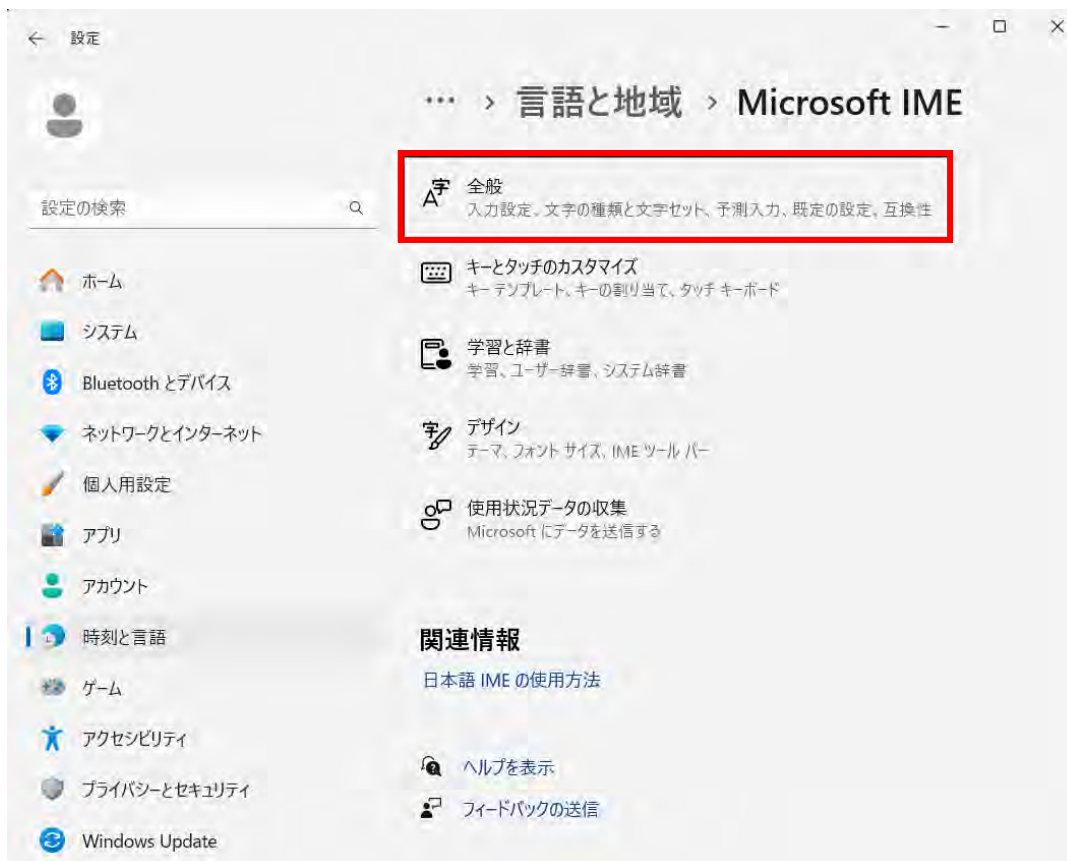 ← 設定
… › 言語と地域 › Microsoft IME
設定の検索
ホーム
システム
Bluetooth とデバイス
ネットワークとインターネット
個人用設定
アプリ
アカウント
時刻と言語
ゲーム
アクセシビリティ
プライバシーとセキュリティ
Windows Update
全般
入力設定、文字の種類と文字セット、予測入力、既定の設定、互換性
キーとタッチのカスタマイズ
キー テンプレート、キーの割り当て、タッチ キーボード
学習と辞書
学習、ユーザー辞書、システム辞書
デザイン
テーマ、フォント サイズ、IME ツール バー
使用状況データの収集
Microsoft にデータを送信する
関連情報
日本語 IME の使用方法
ヘルプを表示
フィードバックの送信